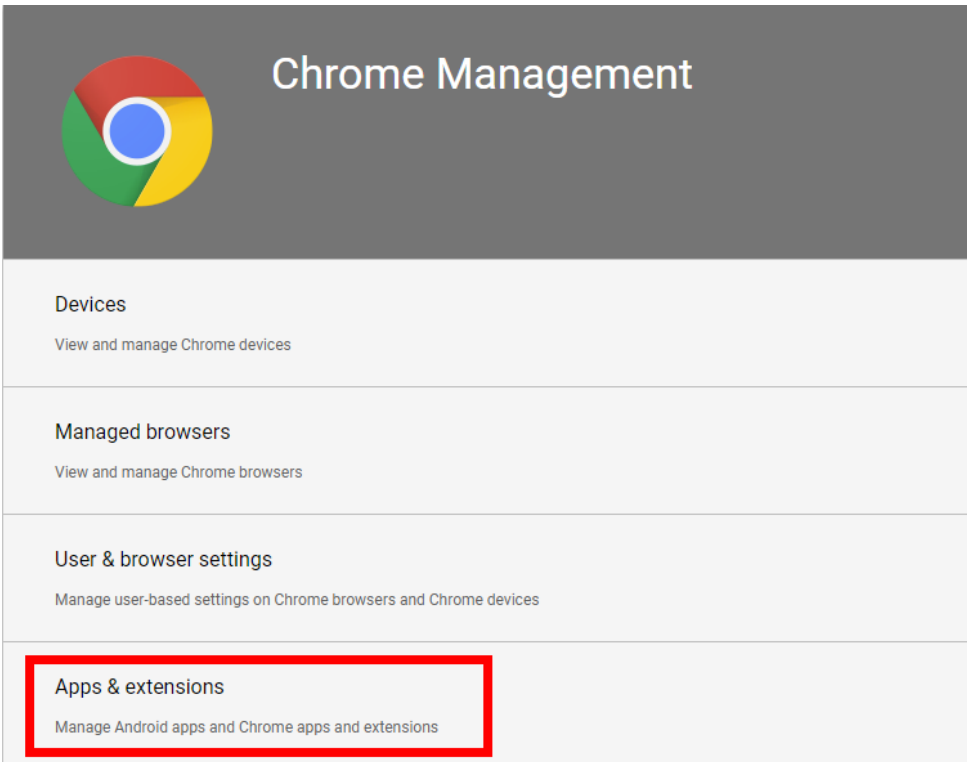 Chrome Management
Devices
View and manage Chrome devices
Managed browsers
View and manage Chrome browsers
User & browser settings
Manage user-based settings on Chrome browsers and Chrome devices
Apps & extensions
Manage Android apps and Chrome apps and extensions